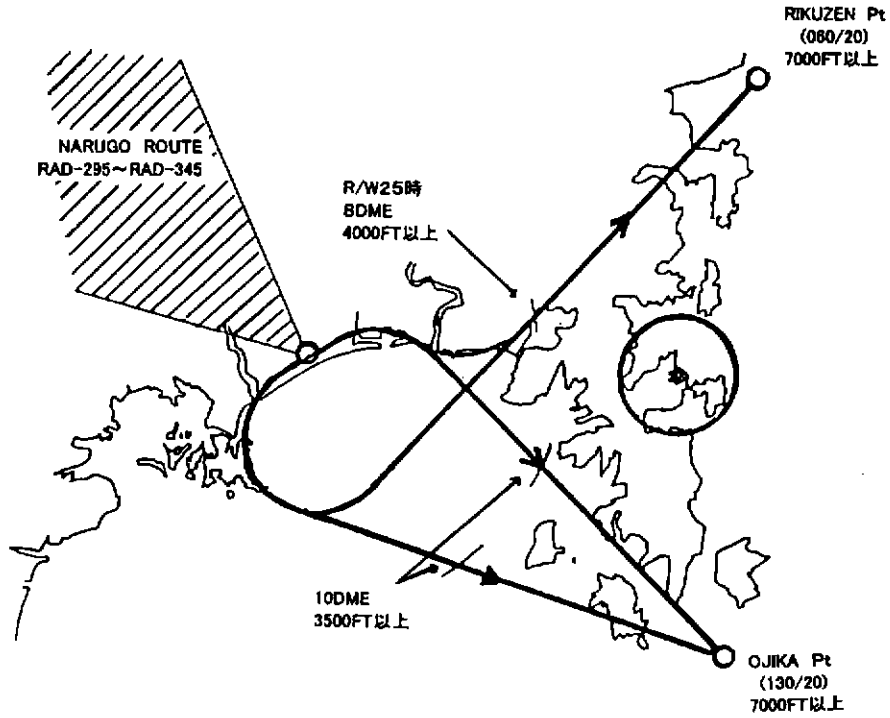 RIKUZEN Pt
(060/20)
7000FT以上
NARUGO ROUTE
RAD-295～RAD-345
R/W25時
8DME
4000FT以上
10DME
3500FT以上
OJIKA Pt
(130/20)
7000FT以上